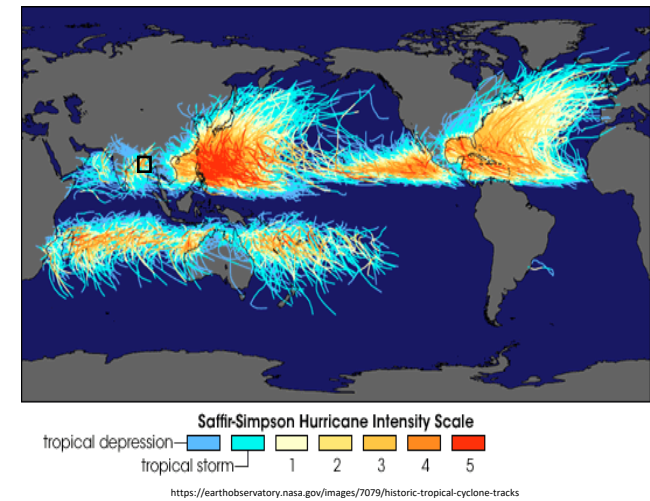 Saffir-Simpson Hurricane Intensity Scale
tropical depression
tropical storm
1 2 3 4 5
https://earthobservatory.nasa.gov/images/7079/historic-tropical-cyclone-tracks